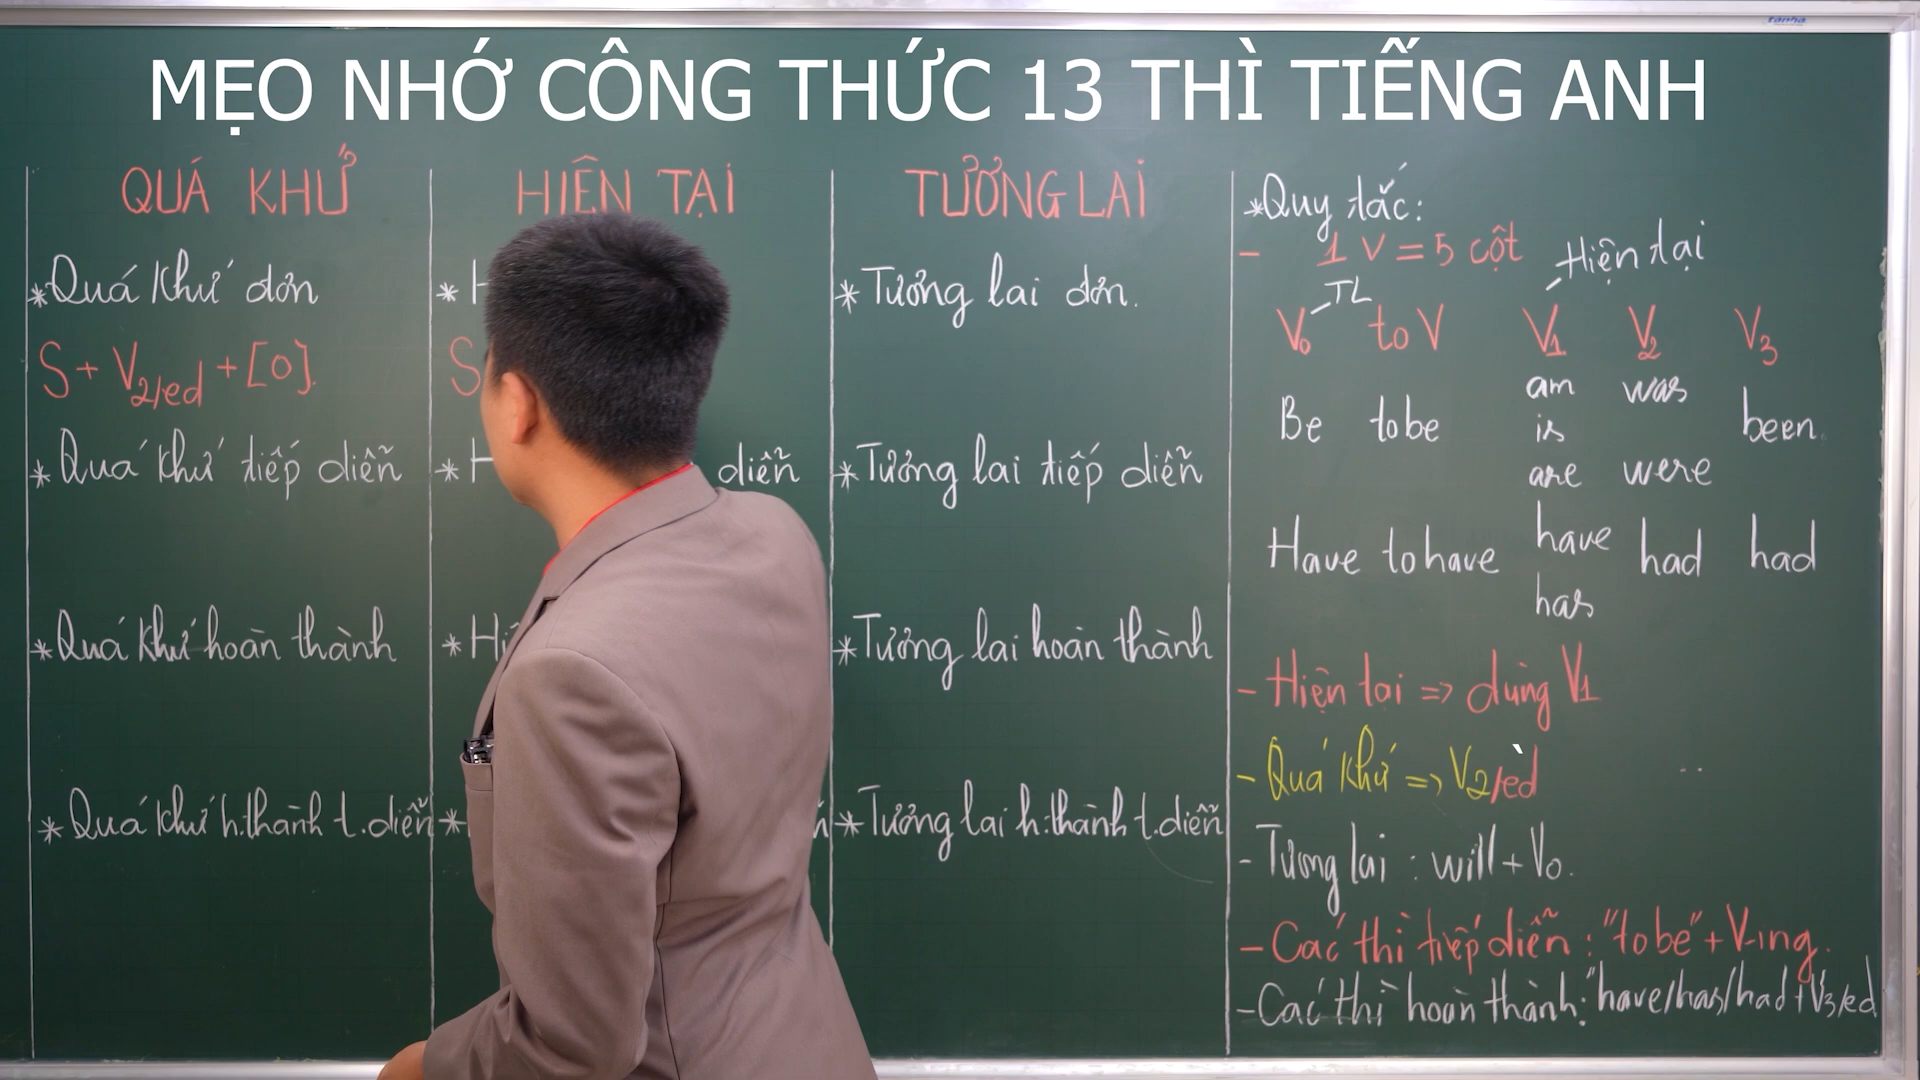 MẸO NHỚ CÔNG THỨC 13 THÌ TIẾNG ANH
QUÁ KHỨ
* Quá khứ đơn
S + V2/ed + [O].
* Quá khứ tiếp diễn
* Quá khứ hoàn thành
* Quá khứ h.thành t.diễn
HIỆN TẠI
* H
S
* H diễn
* Hi
*
TƯƠNG LAI
* Tương lai đơn.
* Tương lai tiếp diễn
* Tương lai hoàn thành
* Tương lai h.thành t.diễn
* Quy tắc:
- 1 V = 5 cột
TL Hiện tại
V0 to V V1 V2 V3
Be to be am is are was were been.
Have to have have has had had
- Hiện tại => dùng V1
- Quá khứ => V2/ed
- Tương lai : will + V0.
- Các thì tiếp diễn : "to be" + V-ing.
- Các thì hoàn thành: "have/has/had + V3/ed